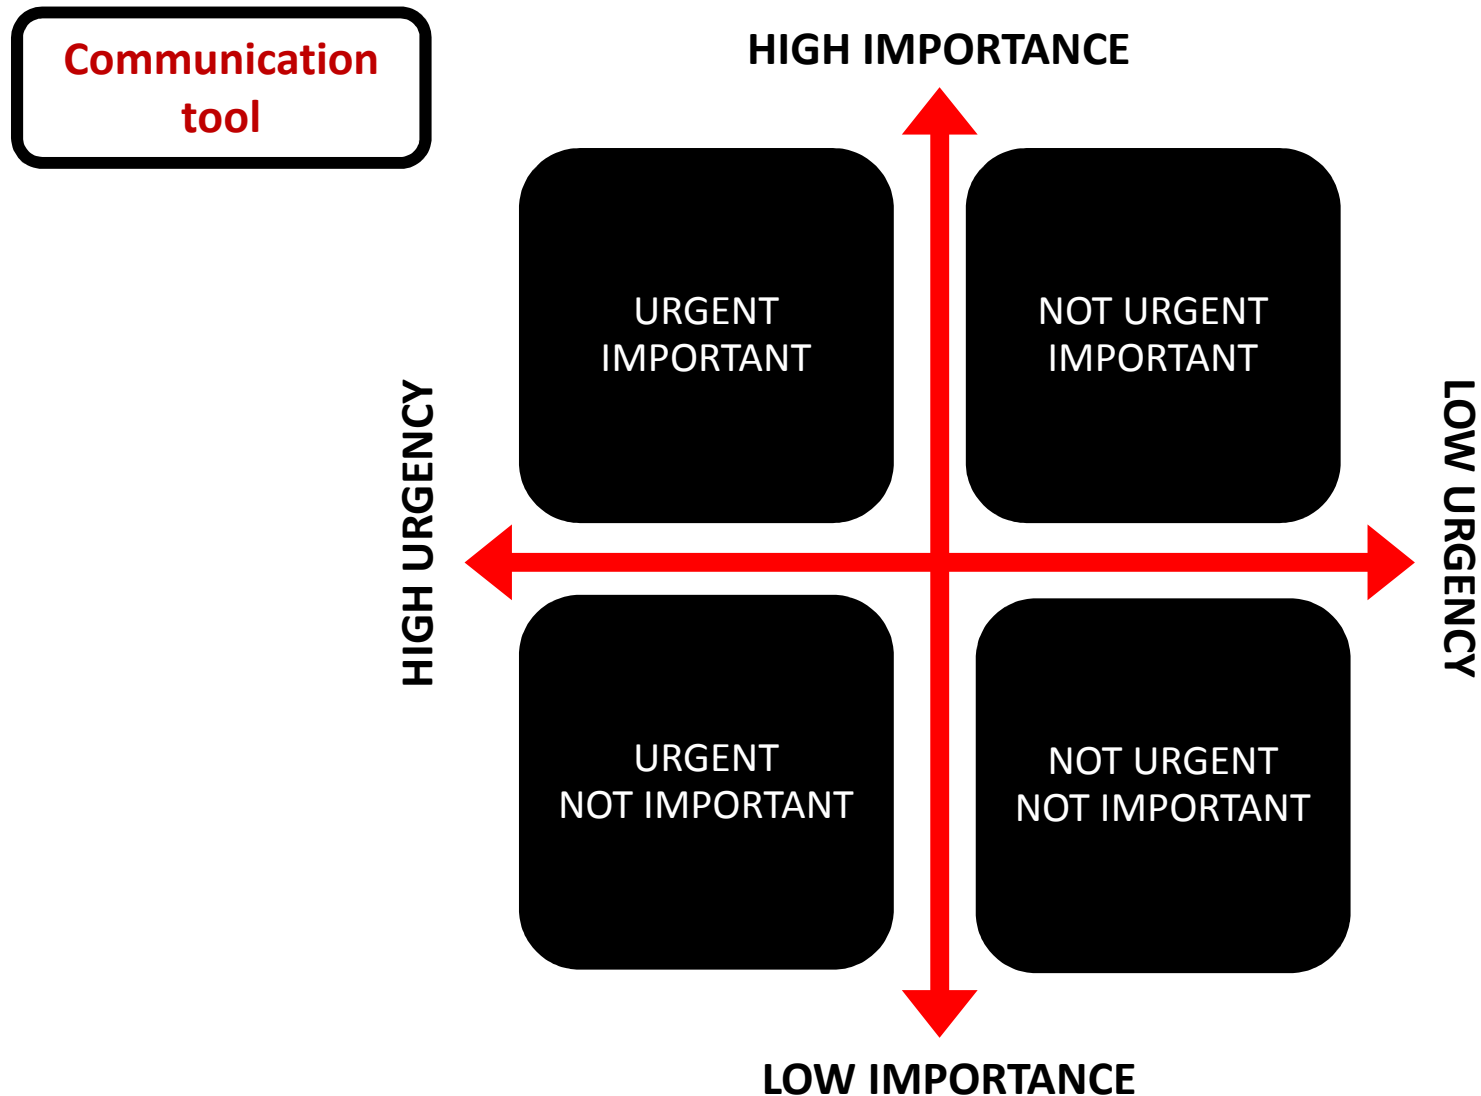 Communication
tool
HIGH IMPORTANCE
URGENT
IMPORTANT
NOT URGENT
IMPORTANT
HIGH URGENCY
LOW URGENCY
URGENT
NOT IMPORTANT
NOT URGENT
NOT IMPORTANT
LOW IMPORTANCE